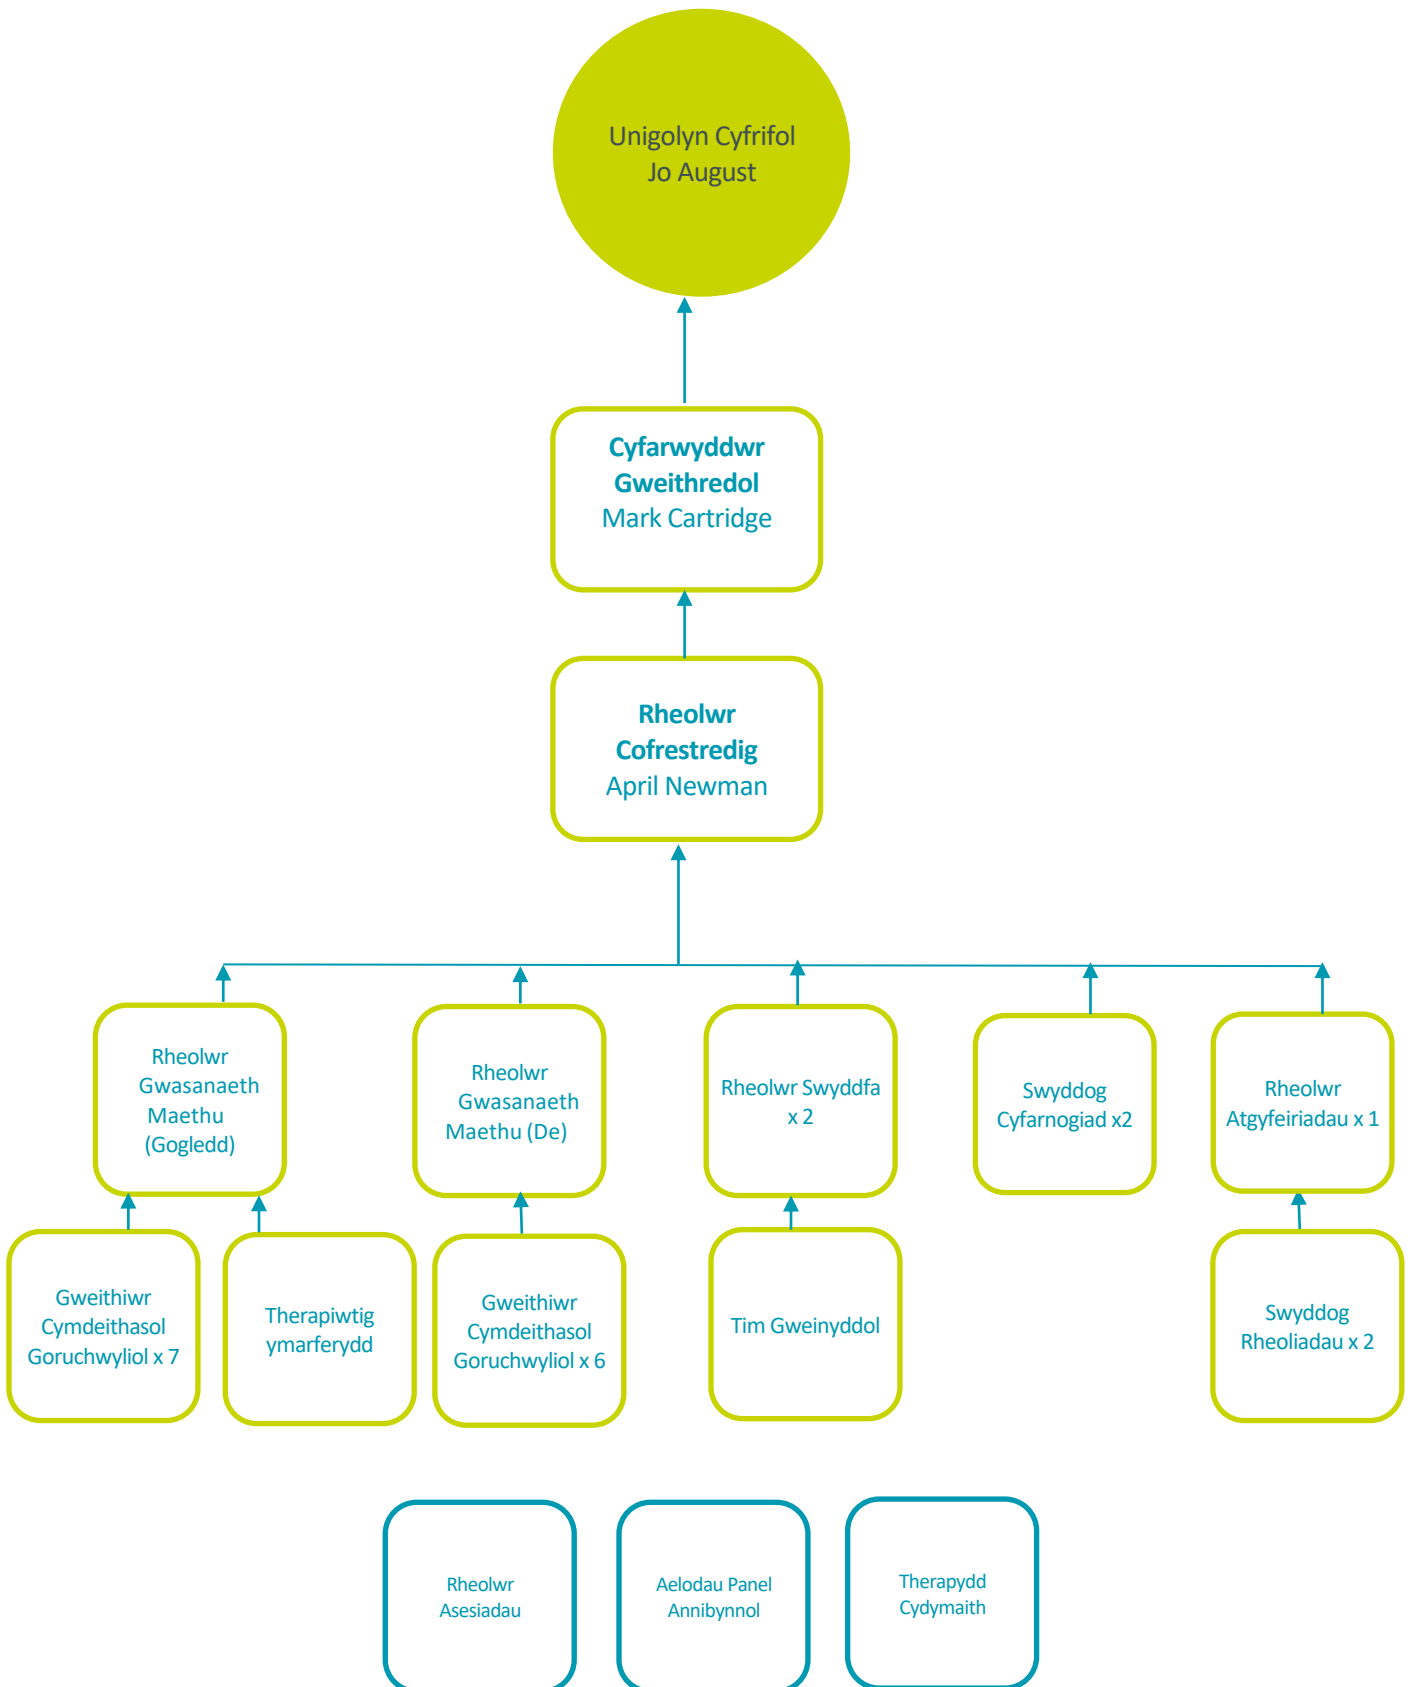 Unigolyn Cyfrifol
Jo August
Cyfarwyddwr
Gweithredol
Mark Cartridge
Rheolwr
Cofrestredig
April Newman
Rheolwr
Gwasanaeth
Maethu
(Gogledd)
Rheolwr
Gwasanaeth
Maethu (De)
Rheolwr Swyddfa
x 2
Swyddog
Cyfarnogiad x2
Rheolwr
Atgyfeiriadau x 1
Gweithiwr
Cymdeithasol
Goruchwyliol x 7
Therapiwtig
ymarferydd
Gweithiwr
Cymdeithasol
Goruchwyliol x 6
Tim Gweinyddol
Swyddog
Rheoliadau x 2
Rheolwr
Asesiadau
Aelodau Panel
Annibynnol
Therapydd
Cydymaith